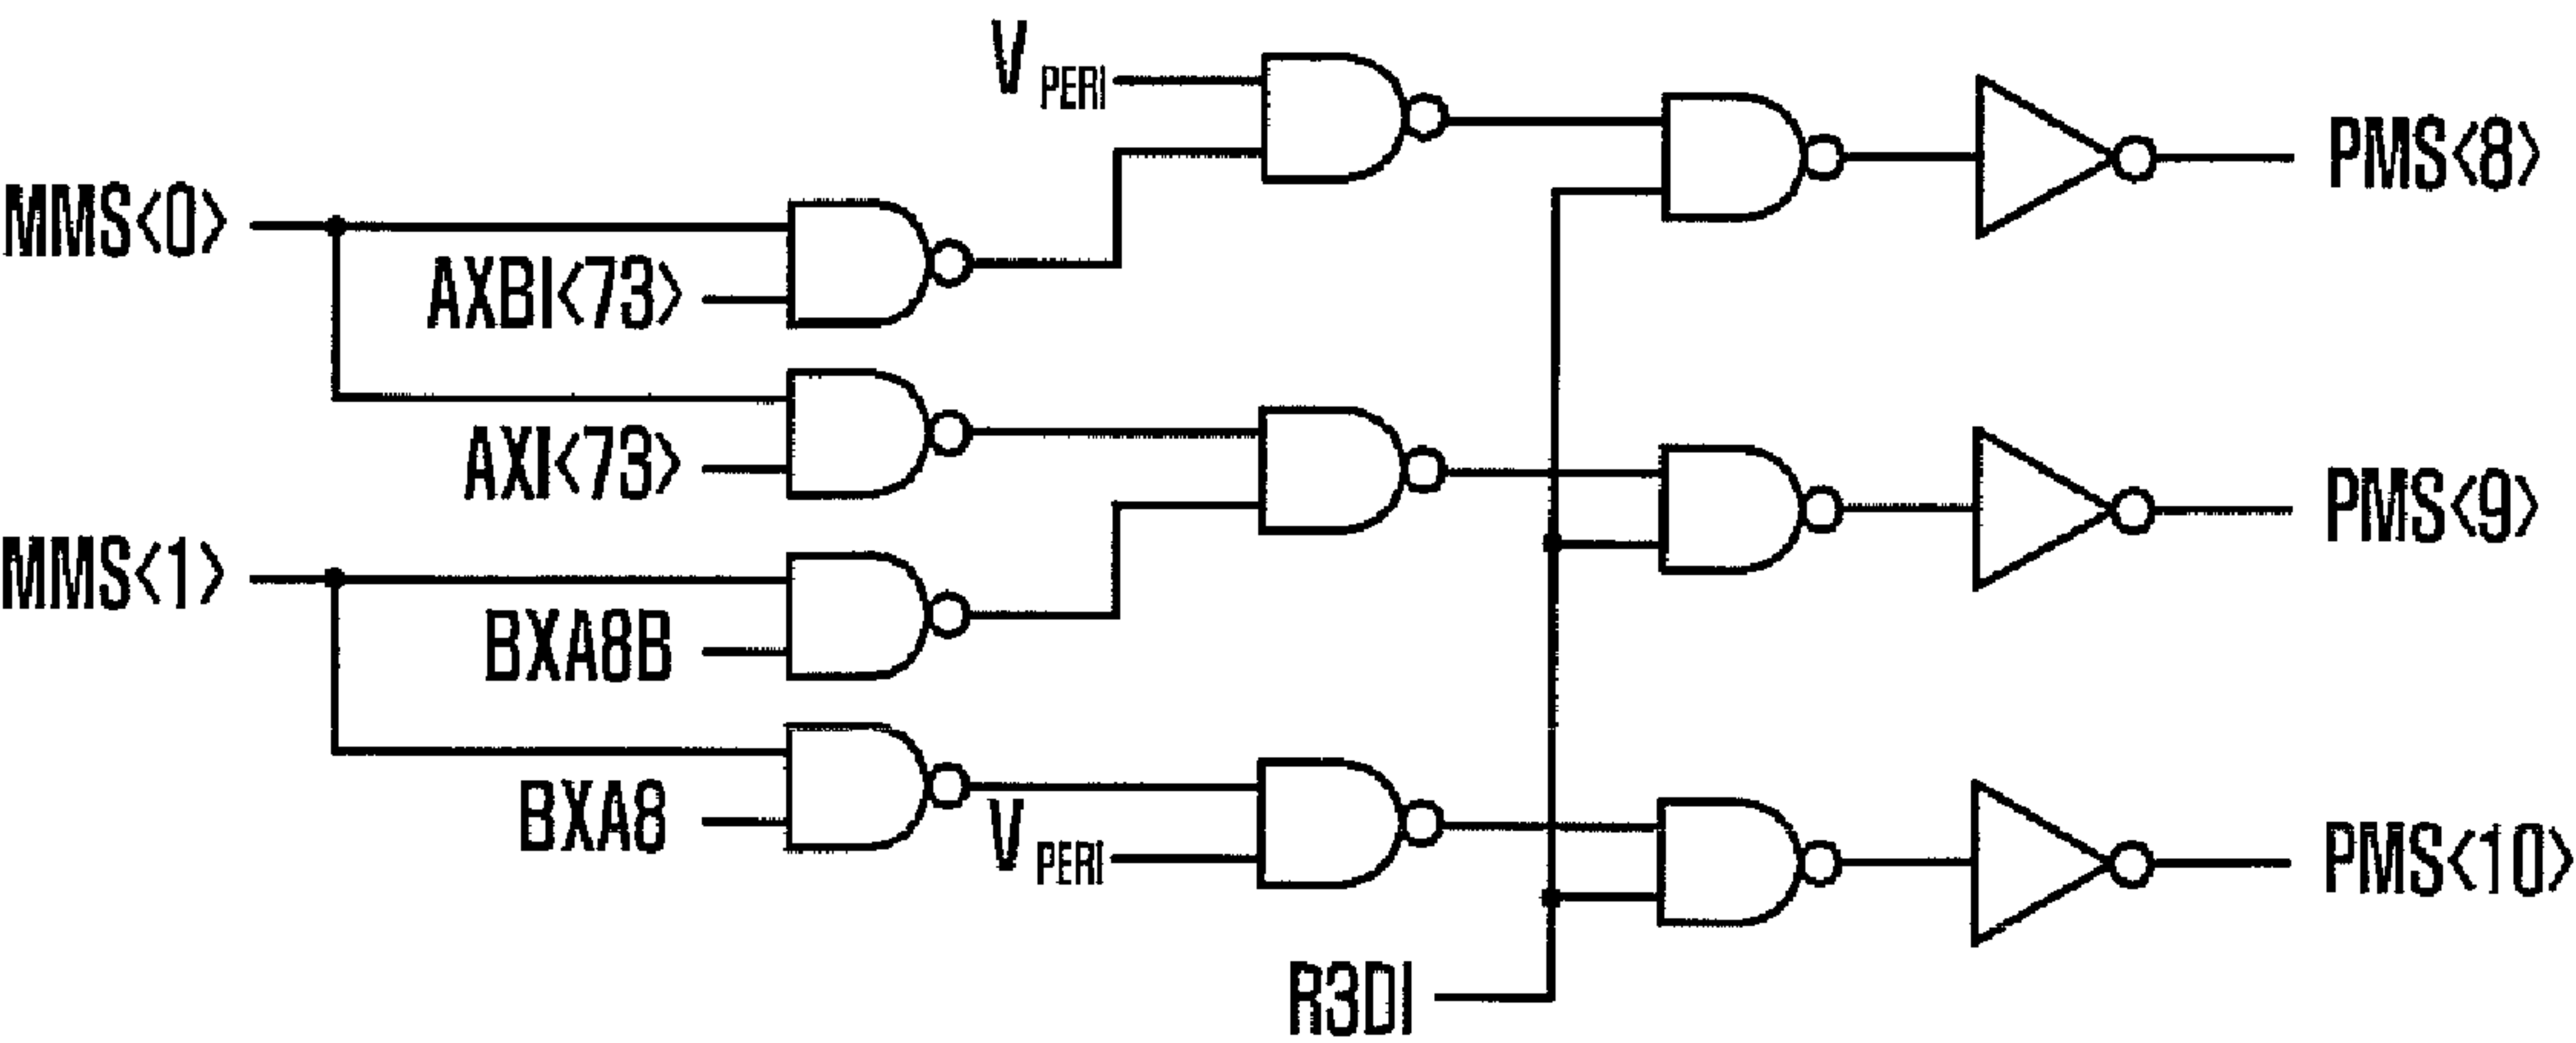 V PERI
PMS<8>
MMS<0>
AXBI<73>
AXI<73>
PMS<9>
MMS<1>
BXA8B
BXA8
V PERI
PMS<10>
R3DI